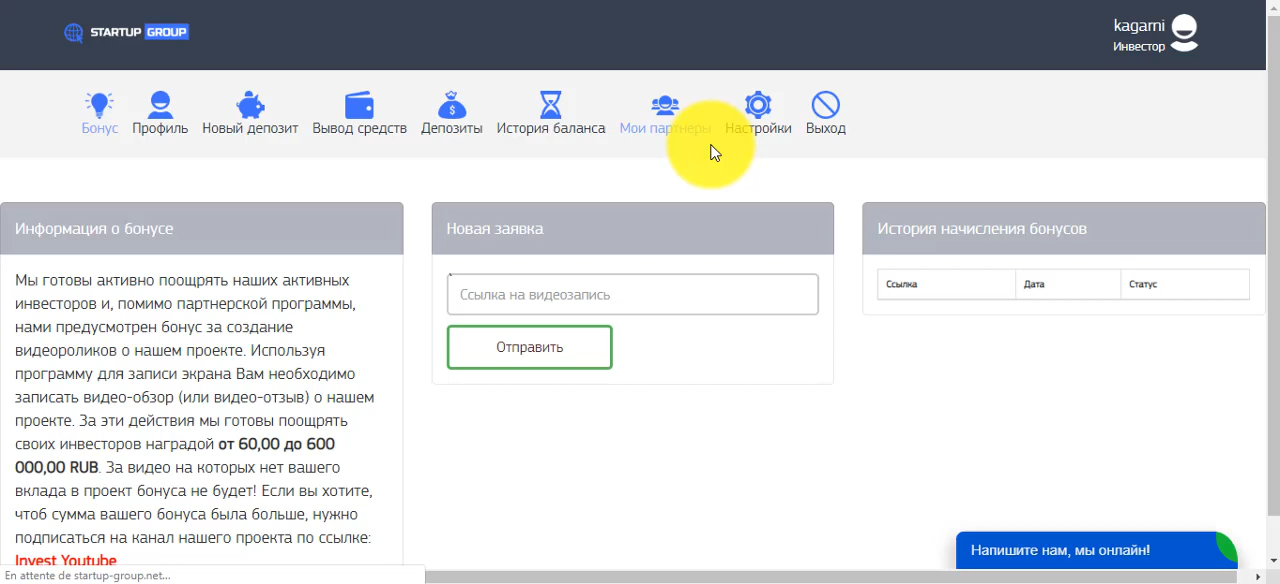 STARTUP GROUP
kagarni
Инвестор
Бонус
Профиль
Новый депозит
Вывод средств
Депозиты
История баланса
Мои партнеры
Настройки
Выход
Информация о бонусе
Мы готовы активно поощрять наших активных
инвесторов и, помимо партнерской программы,
нами предусмотрен бонус за создание
видеороликов о нашем проекте. Используя
программу для записи экрана Вам необходимо
записать видео-обзор (или видео-отзыв) о нашем
проекте. За эти действия мы готовы поощрять
своих инвесторов наградой от 60,00 до 600
000,00 RUB. За видео на которых нет вашего
вклада в проект бонуса не будет! Если вы хотите,
чтоб сумма вашего бонуса была больше, нужно
подписаться на канал нашего проекта по ссылке:
Invest Youtube
Новая заявка
Ссылка на видеозапись
Отправить
История начисления бонусов
Ссылка Дата Статус
Напишите нам, мы онлайн!
En attente de startup-group.net...